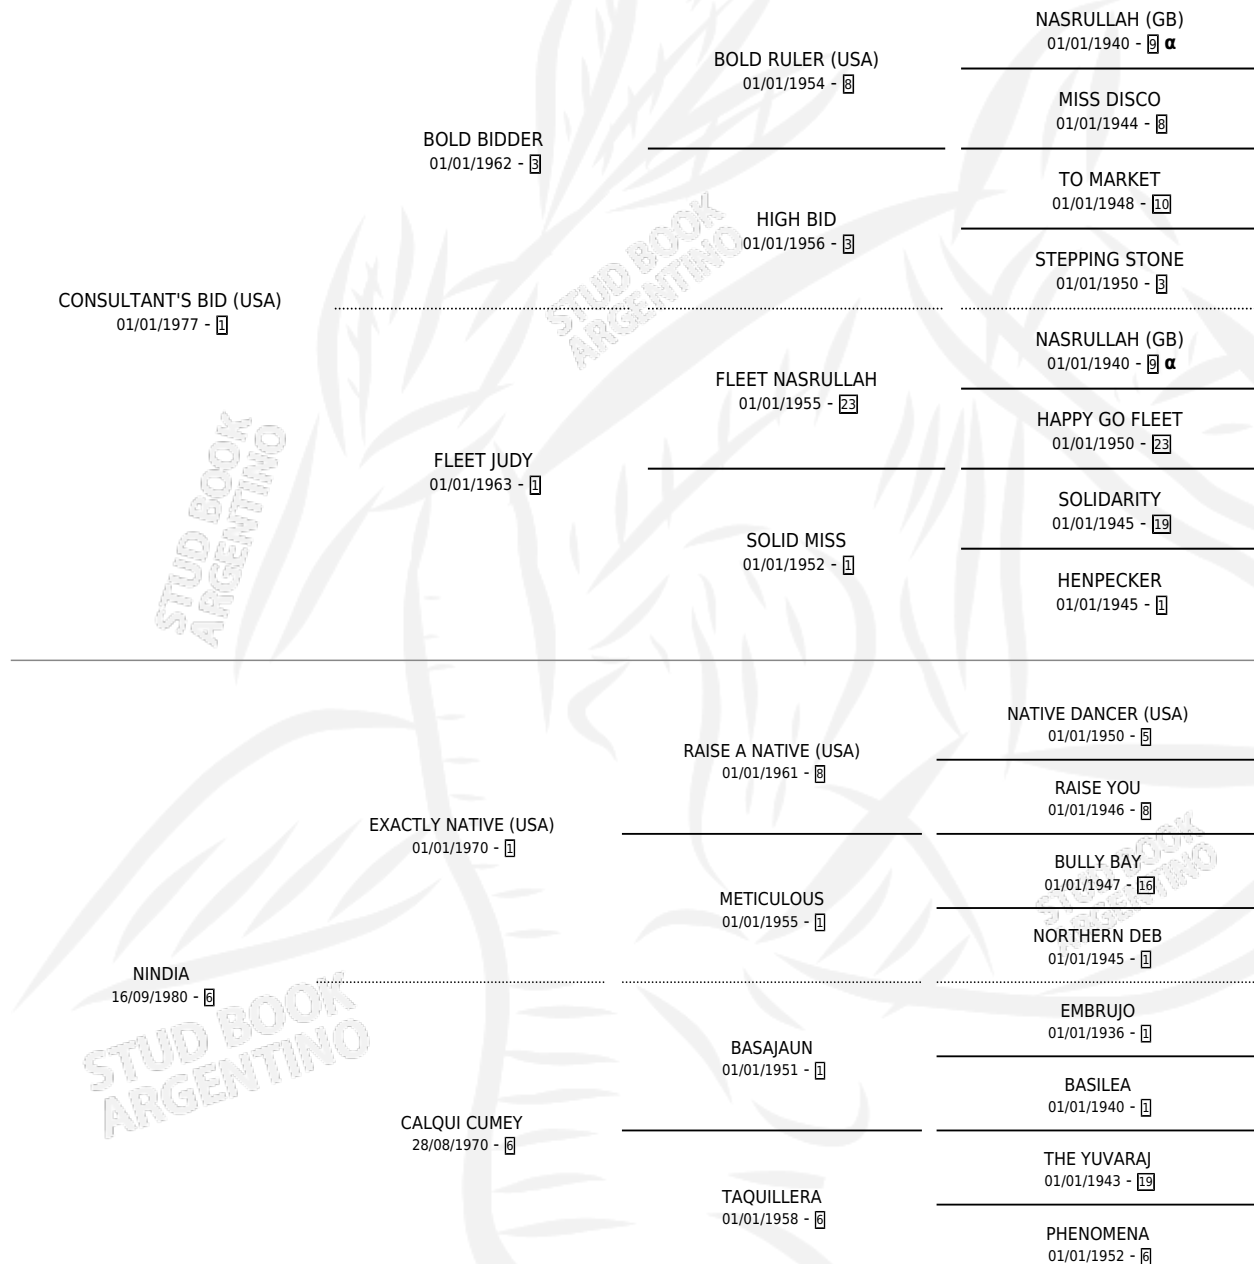 NASRULLAH (GB)
01/01/1940 - 9 α
BOLD RULER (USA)
01/01/1954 - 8
MISS DISCO
01/01/1944 - 8
BOLD BIDDER
01/01/1962 - 3
TO MARKET
01/01/1948 - 10
HIGH BID
01/01/1956 - 3
STEPPING STONE
01/01/1950 - 3
CONSULTANT'S BID (USA)
01/01/1977 - 1
NASRULLAH (GB)
01/01/1940 - 9 α
FLEET NASRULLAH
01/01/1955 - 23
HAPPY GO FLEET
01/01/1950 - 23
FLEET JUDY
01/01/1963 - 1
SOLIDARITY
01/01/1945 - 19
SOLID MISS
01/01/1952 - 1
HENPECKER
01/01/1945 - 1
NATIVE DANCER (USA)
01/01/1950 - 5
RAISE A NATIVE (USA)
01/01/1961 - 8
RAISE YOU
01/01/1946 - 8
EXACTLY NATIVE (USA)
01/01/1970 - 1
BULLY BAY
01/01/1947 - 16
METICULOUS
01/01/1955 - 1
NORTHERN DEB
01/01/1945 - 1
NINDIA
16/09/1980 - 6
EMBRUJO
01/01/1936 - 1
BASAJAUN
01/01/1951 - 1
BASILEA
01/01/1940 - 1
CALQUI CUMEY
28/08/1970 - 6
THE YUVARAJ
01/01/1943 - 19
TAQUILLERA
01/01/1958 - 6
PHENOMENA
01/01/1952 - 6
STUD BOOK
ARGENTINO
STUD BOOK
ARGENTINO
STUD BOOK
ARGENTINO
STUD BOOK
ARGENTINO